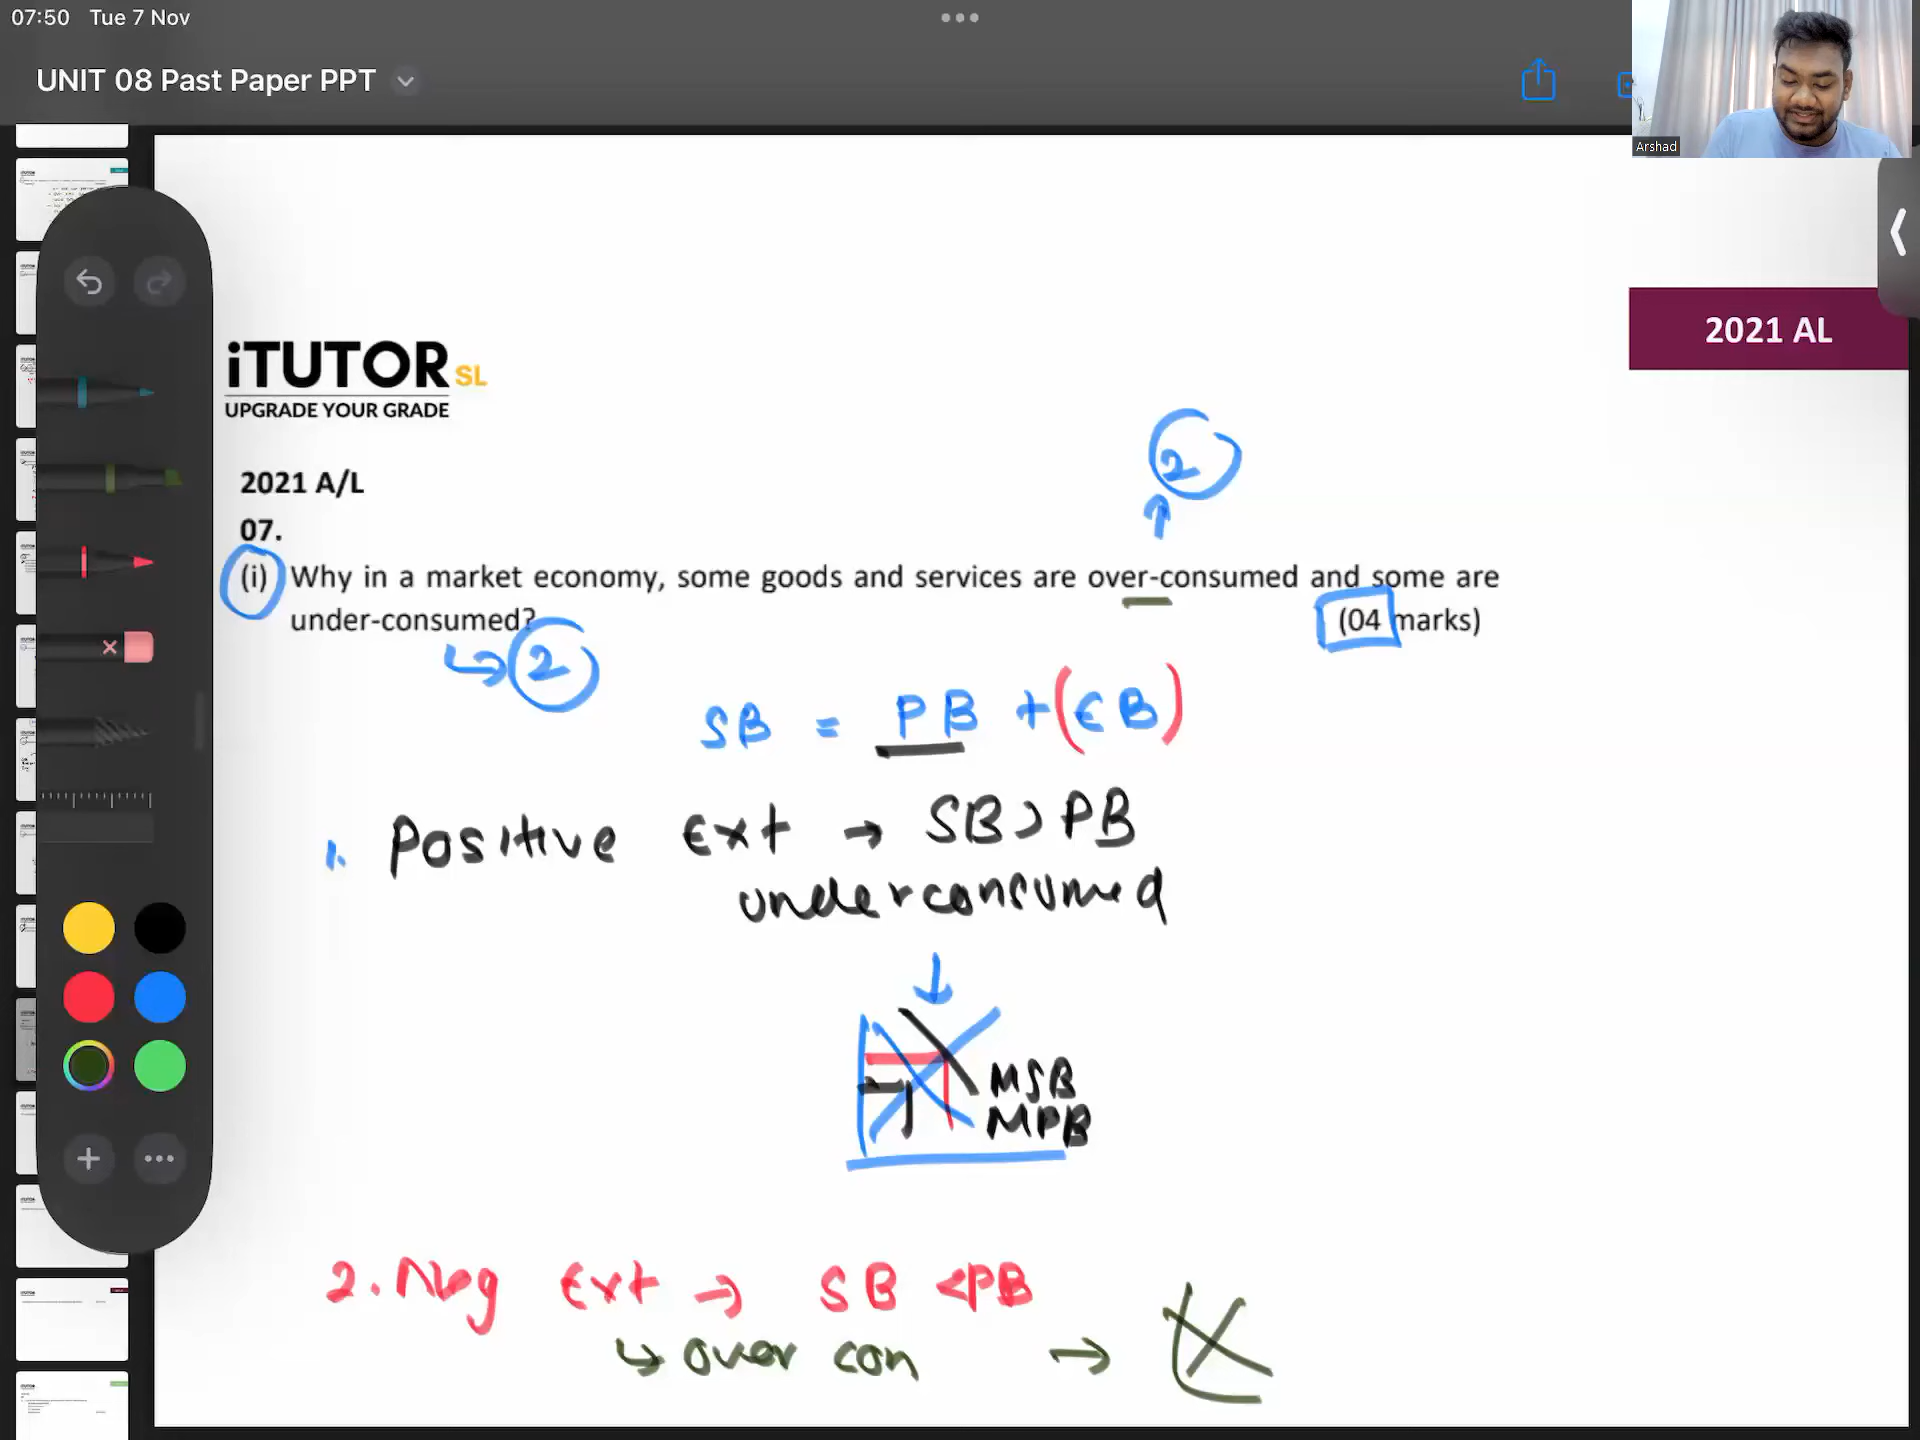 07:50 Tue 7 Nov
UNIT 08 Past Paper PPT
Arshad
2021 AL
iTUTOR SL
UPGRADE YOUR GRADE
2
2021 A/L
07.
(i) Why in a market economy, some goods and services are over-consumed and some are
under-consumed? (04 marks)
↳ 2
SB = PB + (EB)
1. Positive Ext → SB > PB
underconsumed
MSB
MPB
2. Neg Ext → SB < PB
↳ over con →